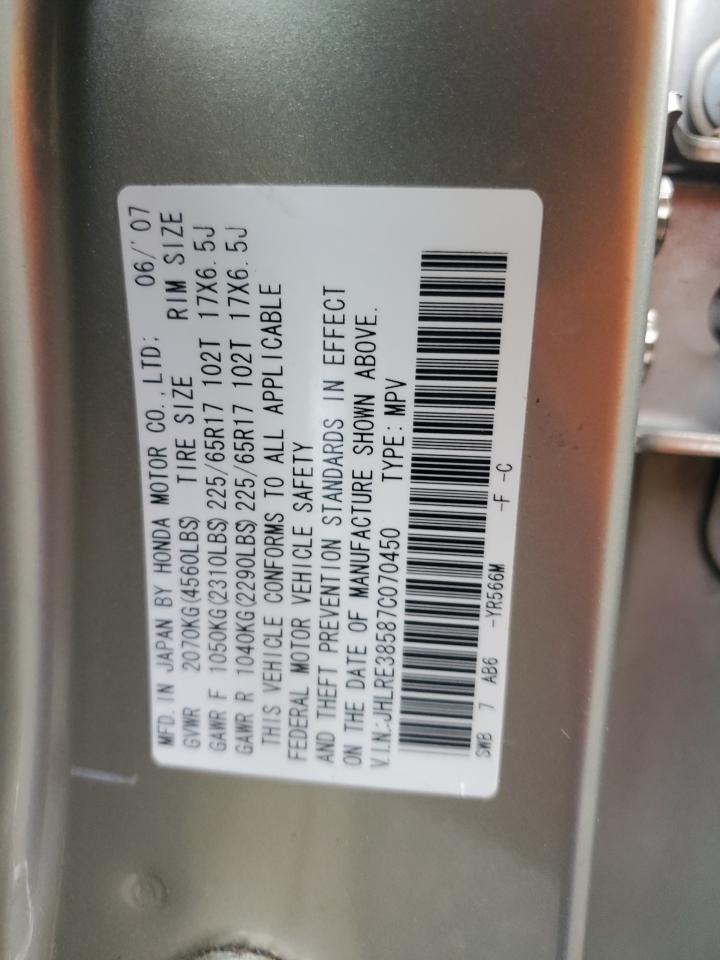 MFD. IN JAPAN BY HONDA MOTOR CO., LTD; 06/'07
GVWR 2070KG(4560LBS) TIRE SIZE RIM SIZE
GAWR F 1050KG(2310LBS) 225/65R17 102T 17X6.5J
GAWR R 1040KG(2290LBS) 225/65R17 102T 17X6.5J
THIS VEHICLE CONFORMS TO ALL APPLICABLE
FEDERAL MOTOR VEHICLE SAFETY
AND THEFT PREVENTION STANDARDS IN EFFECT
ON THE DATE OF MANUFACTURE SHOWN ABOVE.
V.I.N.:JHLRE38587C070450 TYPE: MPV
SWB 7 AB6 -YR566M -F -C